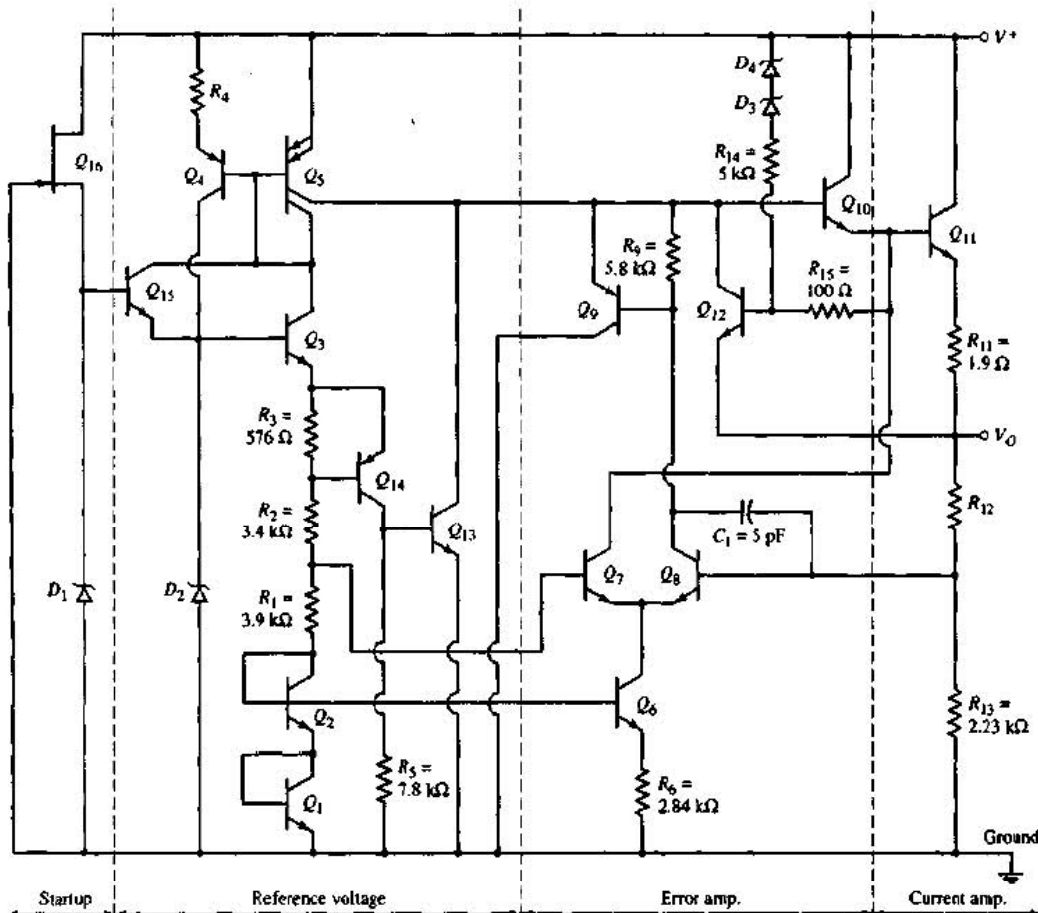 V⁺
D₄
R₄
D₃
Q₁₆
Q₄
Q₅
R₁₄ =
5 kΩ
Q₁₀
Q₁₁
R₉ =
5.8 kΩ
Q₁₅
R₁₅ =
100 Ω
Q₉
Q₁₂
Q₃
R₁₁ =
1.9 Ω
R₃ =
576 Ω
V_O
Q₁₄
R₂ =
3.4 kΩ
Q₁₃
C₁ = 5 pF
R₁₂
Q₇
Q₈
D₁
D₂
R₁ =
3.9 kΩ
Q₂
Q₆
R₁₃ =
2.23 kΩ
Q₁
R₅ =
7.8 kΩ
R₆ =
2.84 kΩ
Ground
Startup
Reference voltage
Error amp.
Current amp.